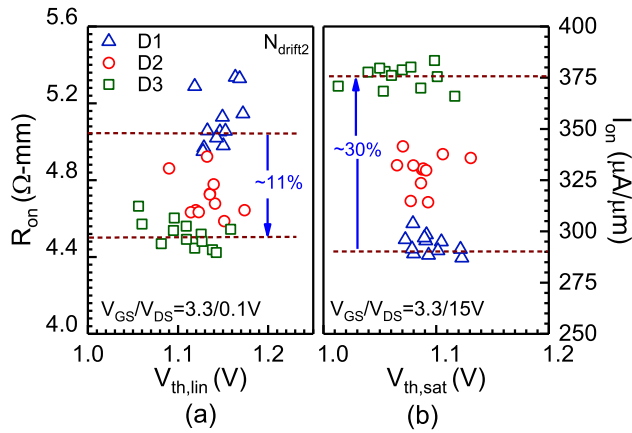 5.6
5.2
4.8
4.4
4.0
R_on (Ω-mm)
D1
D2
D3
N_drift2
~11%
V_GS/V_DS=3.3/0.1V
1.0
1.1
1.2
V_th,lin (V)
(a)
~30%
V_GS/V_DS=3.3/15V
1.0
1.1
1.2
V_th,sat (V)
(b)
400
375
350
325
300
275
250
I_on (μA/μm)